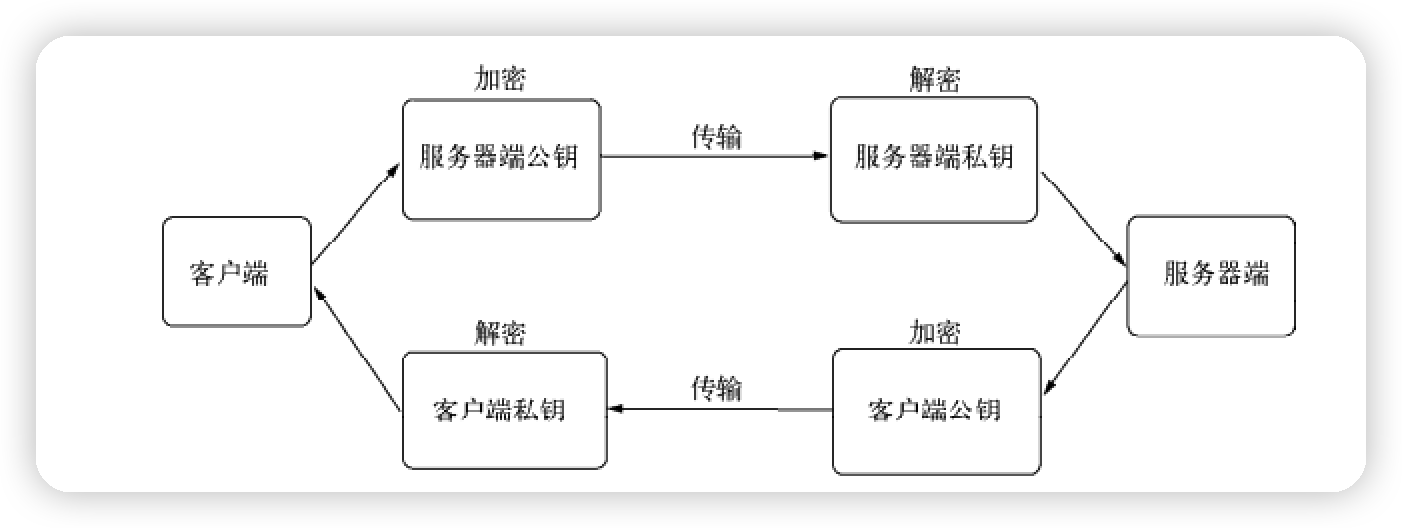 加密
解密
服务器端公钥
传输
服务器端私钥
客户端
服务器端
解密
加密
客户端私钥
传输
客户端公钥